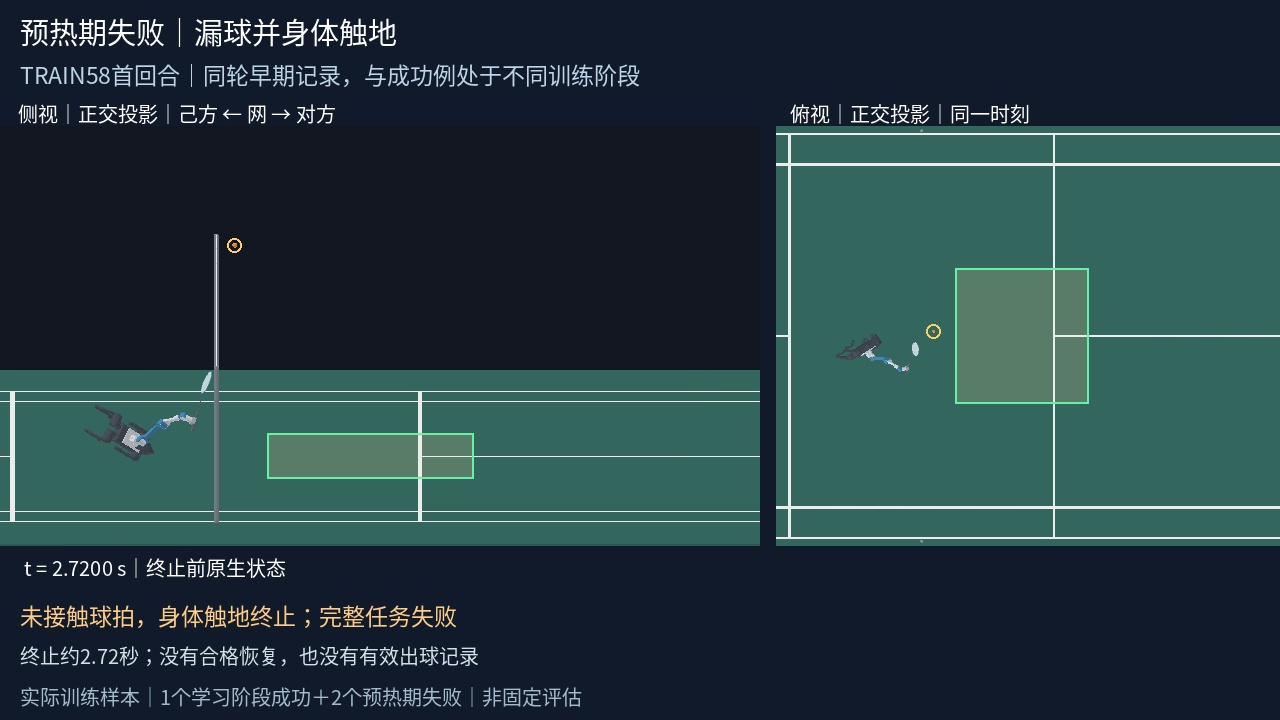 预热期失败｜漏球并身体触地
TRAIN58首回合｜同轮早期记录，与成功例处于不同训练阶段
侧视｜正交投影｜己方 ← 网 → 对方
俯视｜正交投影｜同一时刻
t = 2.7200 s｜终止前原生状态
未接触球拍，身体触地终止；完整任务失败
终止约2.72秒；没有合格恢复，也没有有效出球记录
实际训练样本｜1个学习阶段成功＋2个预热期失败｜非固定评估